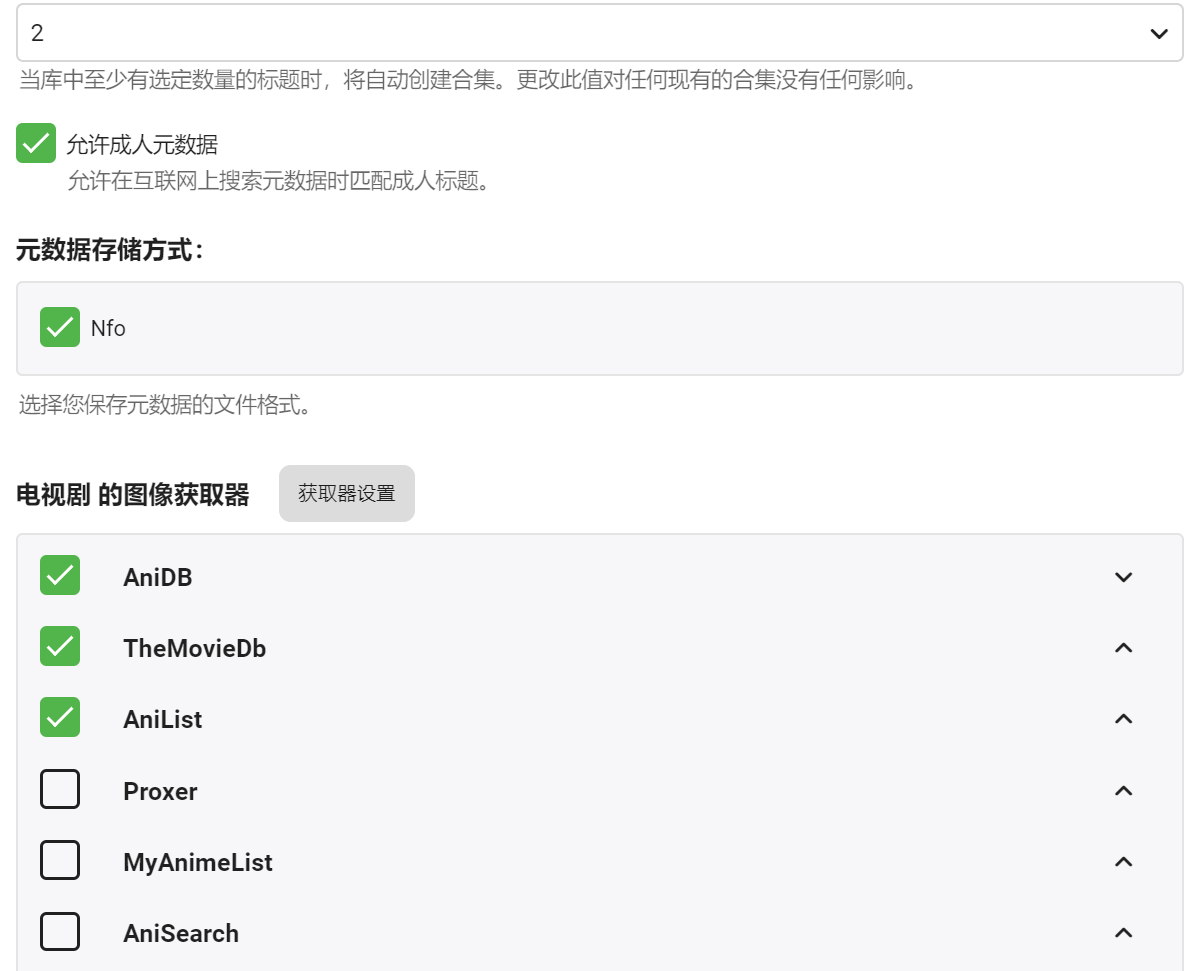 2
当库中至少有选定数量的标题时，将自动创建合集。更改此值对任何现有的合集没有任何影响。
允许成人元数据
允许在互联网上搜索元数据时匹配成人标题。
元数据存储方式：
Nfo
选择您保存元数据的文件格式。
电视剧 的图像获取器 获取器设置
AniDB
TheMovieDb
AniList
Proxer
MyAnimeList
AniSearch